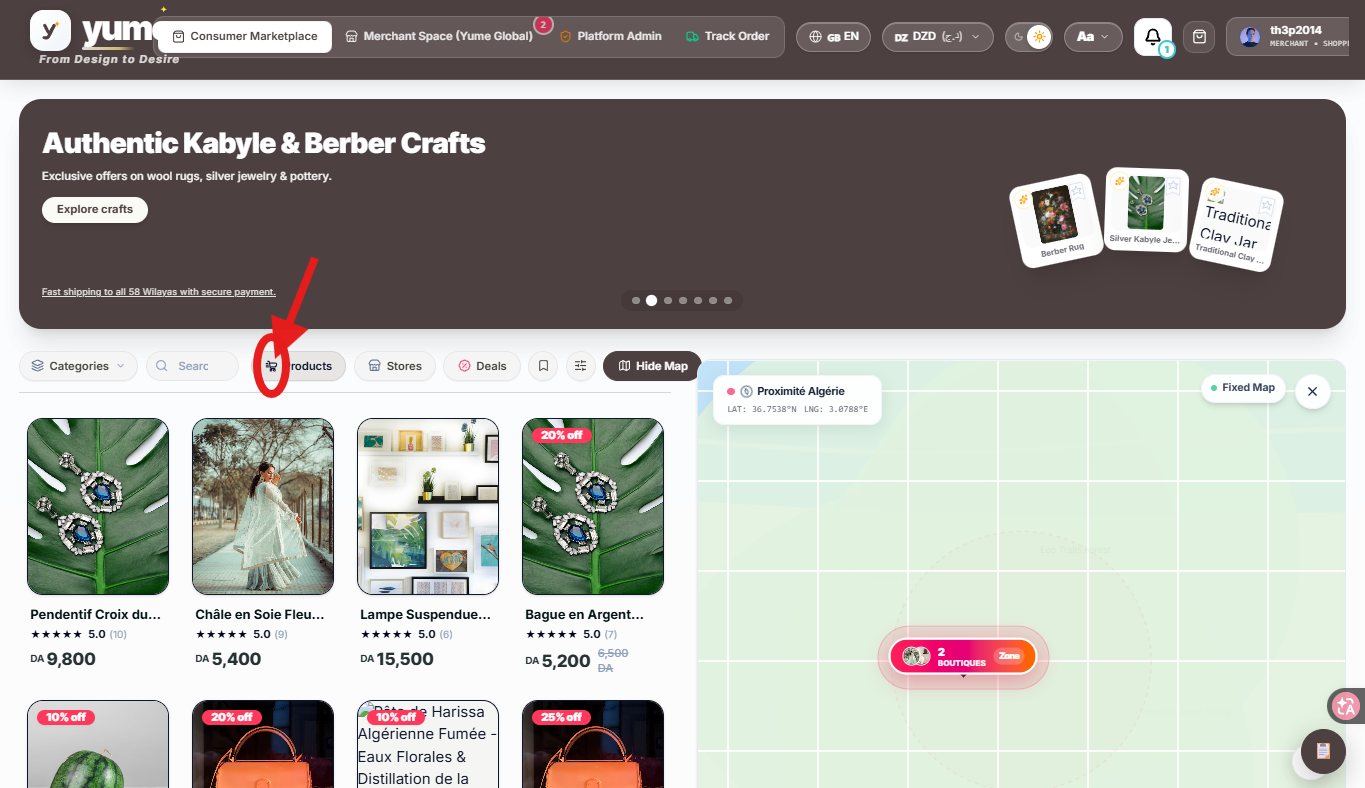 yume
From Design to Desire
Consumer Marketplace
Merchant Space (Yume Global)
2
Platform Admin
Track Order
GB EN
DZ DZD (د.ج)
Aa
1
th3p2014
MERCHANT • SHOPP
Authentic Kabyle & Berber Crafts
Exclusive offers on wool rugs, silver jewelry & pottery.
Explore crafts
Fast shipping to all 58 Wilayas with secure payment.
Berber Rug
Silver Kabyle Je...
Traditiona
Clay Jar
Traditional Clay ...
Categories
Searc
roducts
Stores
Deals
Hide Map
Proximité Algérie
LAT: 36.7538°N LNG: 3.0788°E
Fixed Map
20% off
Pendentif Croix du...
★★★★★ 5.0 (10)
DA 9,800
Châle en Soie Fleu...
★★★★★ 5.0 (9)
DA 5,400
Lampe Suspendue...
★★★★★ 5.0 (6)
DA 15,500
Bague en Argent...
★★★★★ 5.0 (7)
DA 5,200 6,500 DA
2
BOUTIQUES
Zone
10% off
20% off
10% off
Pâte de Harissa
Algérienne Fumée -
Eaux Florales &
Distillation de la
25% off